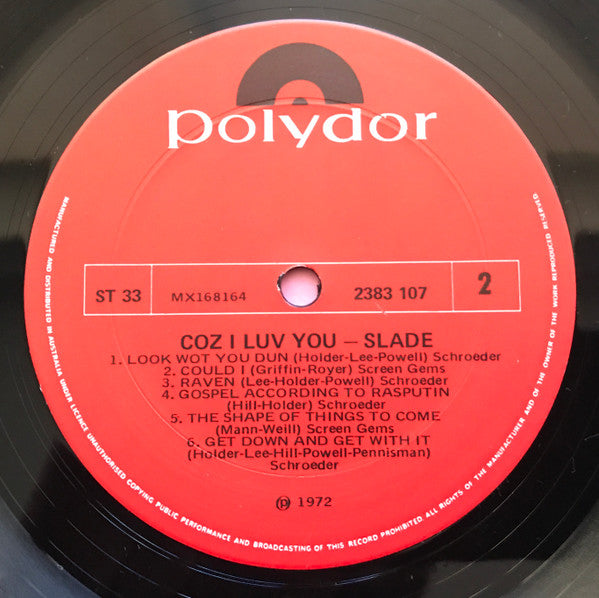 polydor
ST 33 MX168164 2383 107 2
COZ I LUV YOU — SLADE
1. LOOK WOT YOU DUN (Holder-Lee-Powell) Schroeder
2. COULD I (Griffin-Royer) Screen Gems
3. RAVEN (Lee-Holder-Powell) Schroeder
4. GOSPEL ACCORDING TO RASPUTIN
(Hill-Holder) Schroeder
5. THE SHAPE OF THINGS TO COME
(Mann-Weill) Screen Gems
6. GET DOWN AND GET WITH IT
(Holder-Lee-Hill-Powell-Pennisman)
Schroeder
℗ 1972
MANUFACTURED AND DISTRIBUTED IN AUSTRALIA UNDER LICENCE UNAUTHORISED COPYING PUBLIC PERFORMANCE AND BROADCASTING OF THIS RECORD PROHIBITED. ALL RIGHTS OF THE MANUFACTURER AND OF THE OWNER OF THE WORK REPRODUCED RESERVED